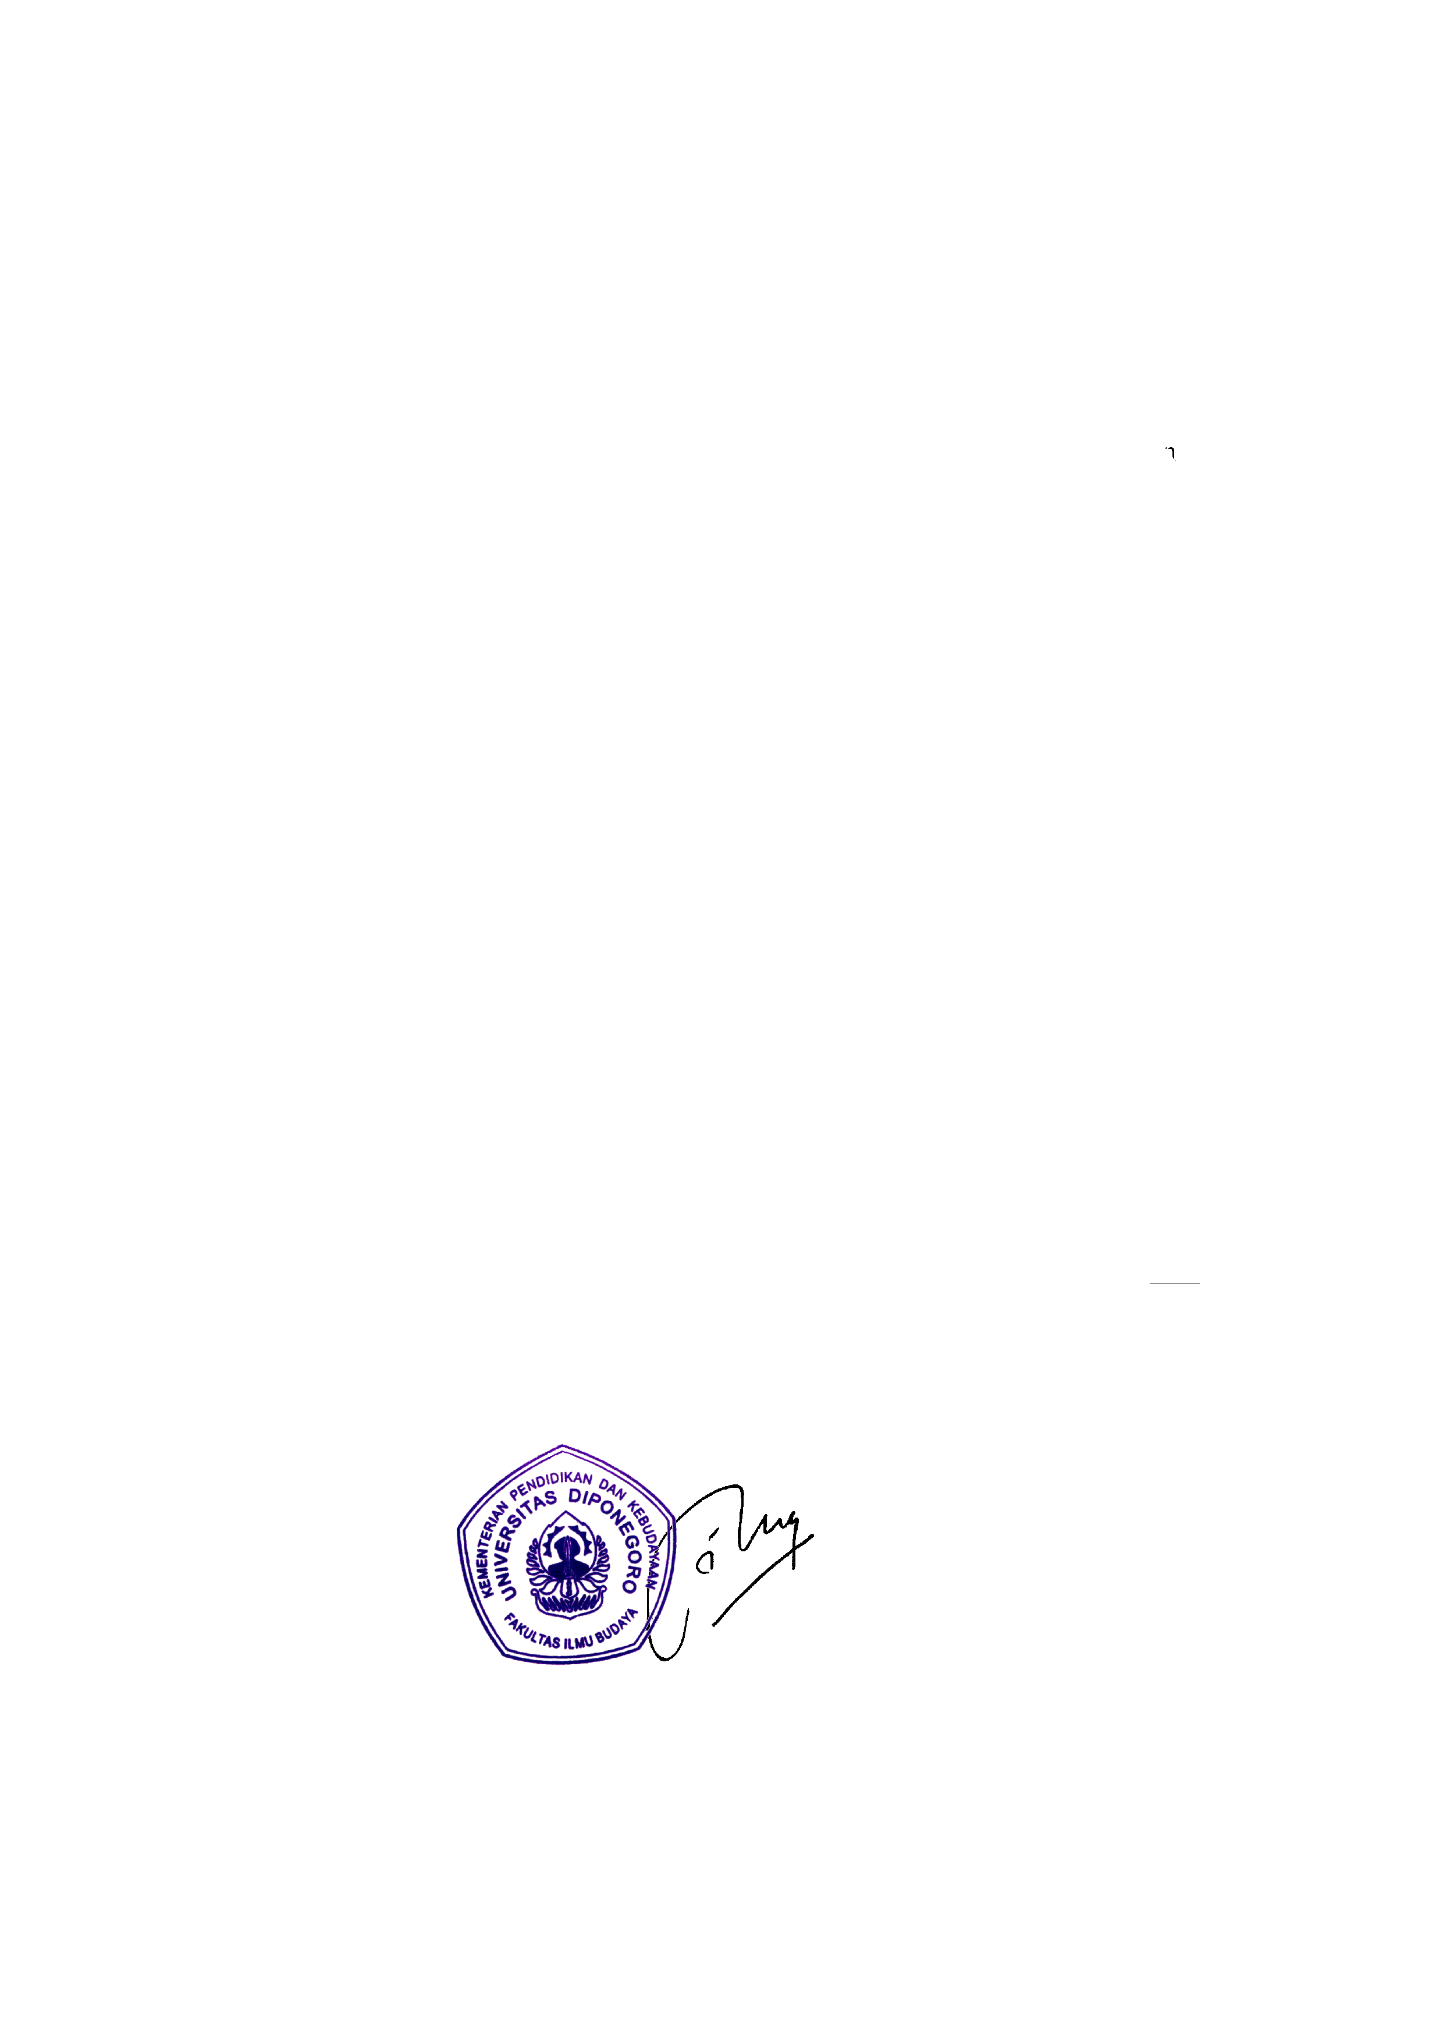 KEMENTERIAN PENDIDIKAN DAN KEBUDAYAAN
UNIVERSITAS DIPONEGORO
FAKULTAS ILMU BUDAYA